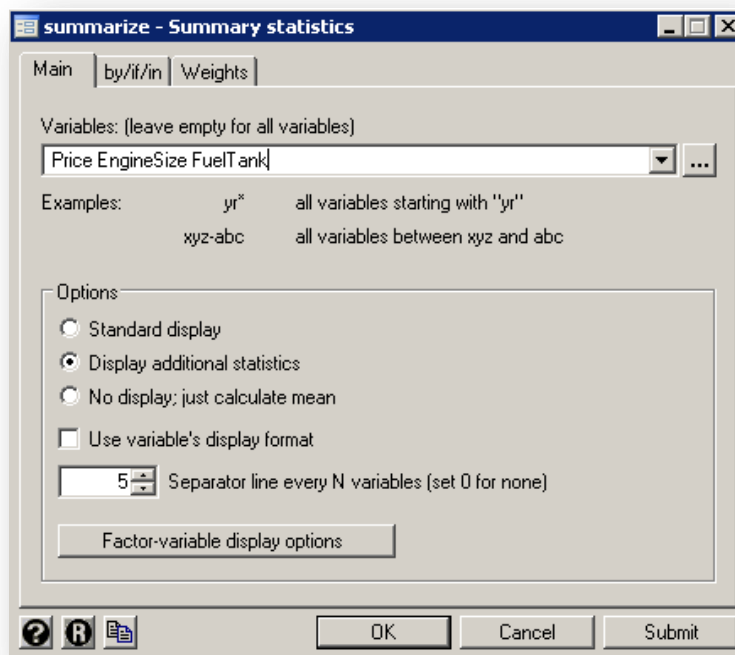 summarize - Summary statistics
Main by/if/in Weights
Variables: (leave empty for all variables)
Price EngineSize FuelTank
...
Examples: yr* all variables starting with "yr"
xyz-abc all variables between xyz and abc
Options
Standard display
Display additional statistics
No display; just calculate mean
Use variable's display format
5 Separator line every N variables (set 0 for none)
Factor-variable display options
? R OK Cancel Submit